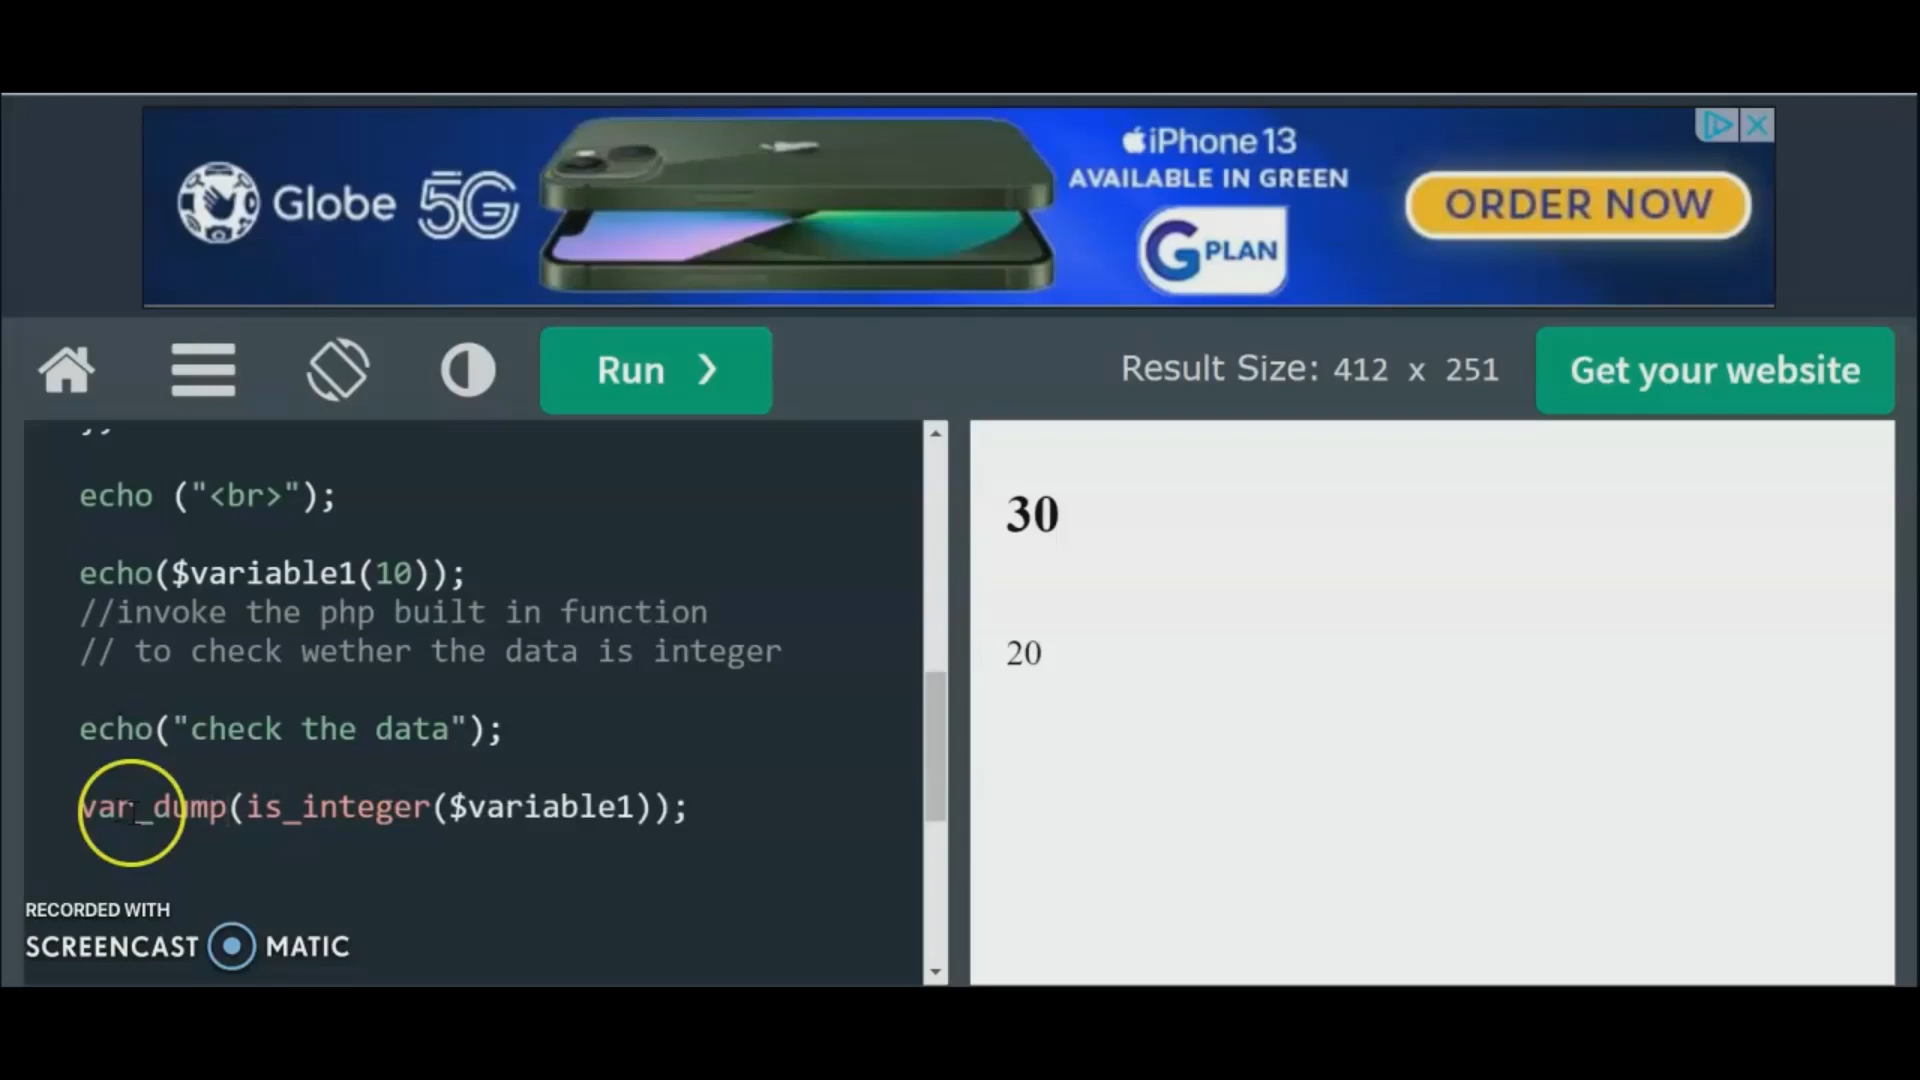 Globe 5G
iPhone 13
AVAILABLE IN GREEN
G PLAN
ORDER NOW
Run ❯
Result Size: 412 x 251
Get your website
echo ("<br>");
echo($variable1(10));
//invoke the php built in function
// to check wether the data is integer
echo("check the data");
var_dump(is_integer($variable1));
RECORDED WITH
SCREENCAST MATIC
30
20